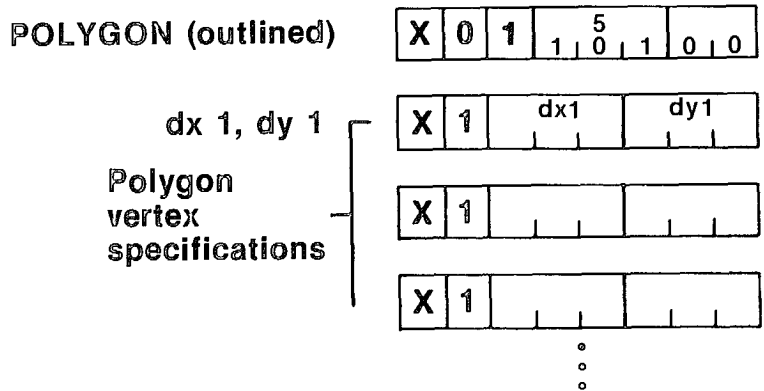 POLYGON (outlined) X 0 1 5 1 0 1 0 0
dx 1, dy 1 X 1 dx1 dy1
Polygon
vertex X 1
specifications
X 1